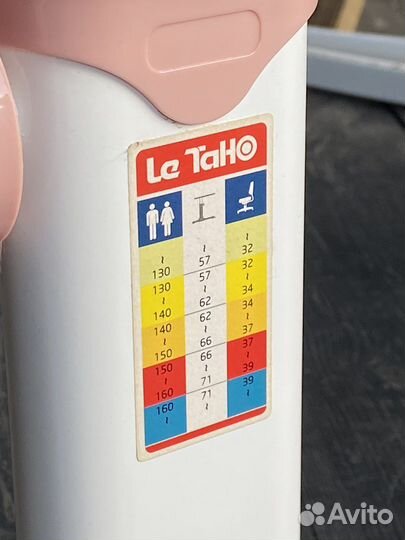 Le TaHO
~ ~ ~
130 57 32
130 57 32
~ ~ ~
140 62 34
140 62 34
~ ~ ~
150 66 37
150 66 37
~ ~ ~
160 71 39
160 71 39
~ ~ ~
Avito